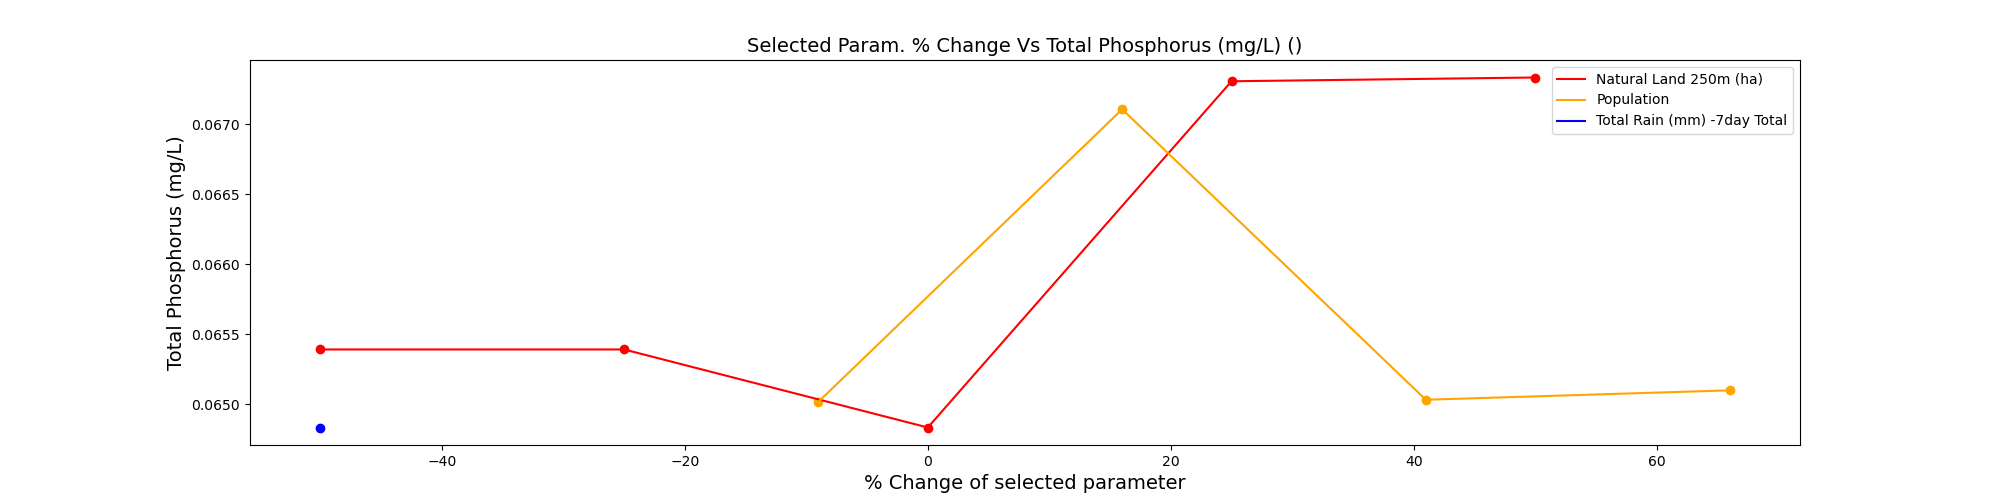 Selected Param. % Change Vs Total Phosphorus (mg/L) ()
Natural Land 250m (ha)
Population
Total Rain (mm) -7day Total
Total Phosphorus (mg/L)
0.0670
0.0665
0.0660
0.0655
0.0650
−40 −20 0 20 40 60
% Change of selected parameter